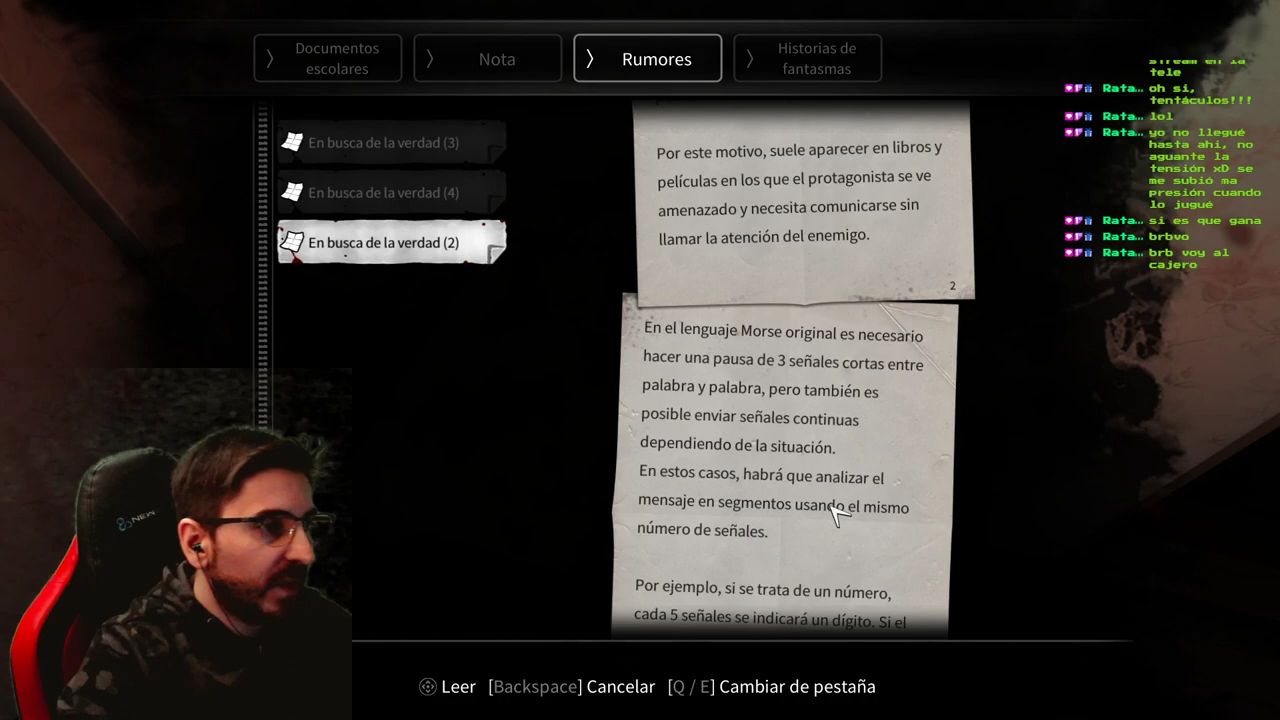 Documentos
escolares
Nota
Rumores
Historias de
fantasmas
En busca de la verdad (3)
En busca de la verdad (4)
En busca de la verdad (2)
Por este motivo, suele aparecer en libros y
películas en los que el protagonista se ve
amenazado y necesita comunicarse sin
llamar la atención del enemigo.
2
En el lenguaje Morse original es necesario
hacer una pausa de 3 señales cortas entre
palabra y palabra, pero también es
posible enviar señales continuas
dependiendo de la situación.
En estos casos, habrá que analizar el
mensaje en segmentos usando el mismo
número de señales.
Por ejemplo, si se trata de un número,
cada 5 señales se indicará un dígito. Si el
stream en la
tele
Rata… oh si,
tentáculos!!!
Rata… lol
Rata… yo no llegué
hasta ahi, no
aguante la
tensión xD se
me subió ma
presión cuando
lo jugué
Rata… si es que gana
Rata… brbvo
Rata… brb voy al
cajero
NEW
Leer [Backspace] Cancelar [Q / E] Cambiar de pestaña